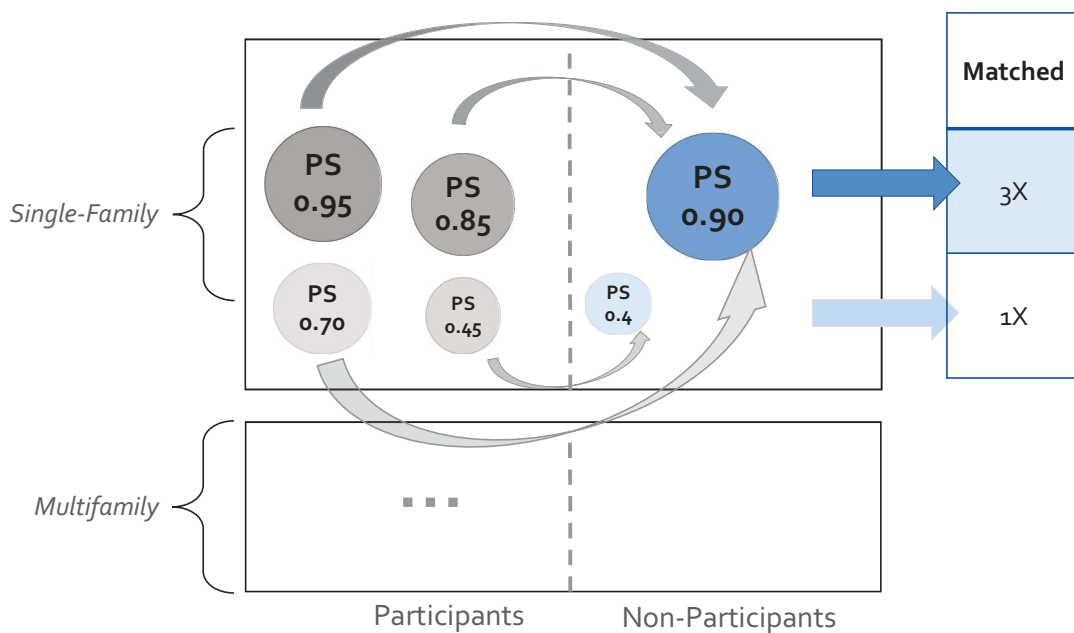 Matched
Single-Family
PS
0.95
PS
0.85
PS
0.90
3X
PS
0.70
PS
0.45
PS
0.4
1X
Multifamily
...
Participants
Non-Participants